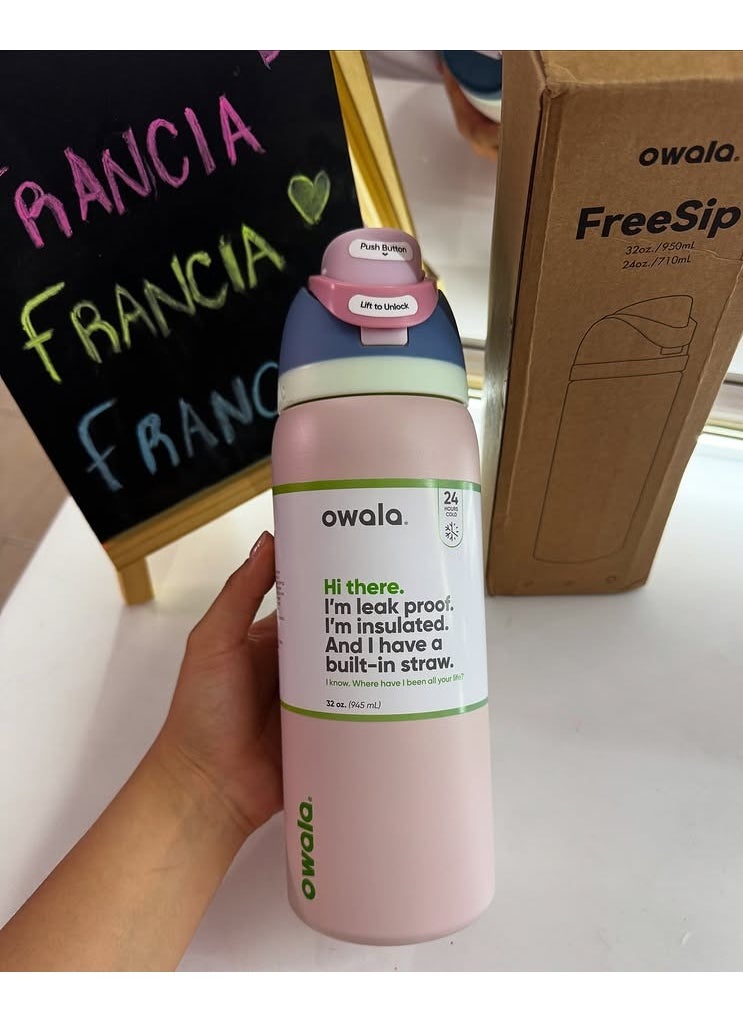 RANCIA
FRANCIA
FRANC
owala.
FreeSip
32oz./950mL
24oz./710mL
Push Button
Lift to Unlock
owala.
24
HOURS
COLD
Hi there.
I'm leak proof.
I'm insulated.
And I have a
built-in straw.
I know. Where have I been all your life?
32 oz. (945 mL)
owala.